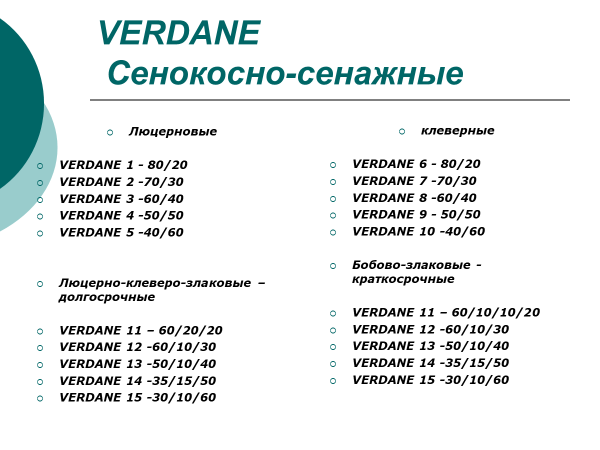 VERDANE
Сенокосно-сенажные
Люцерновые
VERDANE 1 - 80/20
VERDANE 2 -70/30
VERDANE 3 -60/40
VERDANE 4 -50/50
VERDANE 5 -40/60
Люцерно-клеверо-злаковые –
долгосрочные
VERDANE 11 – 60/20/20
VERDANE 12 -60/10/30
VERDANE 13 -50/10/40
VERDANE 14 -35/15/50
VERDANE 15 -30/10/60
клеверные
VERDANE 6 - 80/20
VERDANE 7 -70/30
VERDANE 8 -60/40
VERDANE 9 - 50/50
VERDANE 10 -40/60
Бобово-злаковые -
краткосрочные
VERDANE 11 – 60/10/10/20
VERDANE 12 -60/10/30
VERDANE 13 -50/10/40
VERDANE 14 -35/15/50
VERDANE 15 -30/10/60